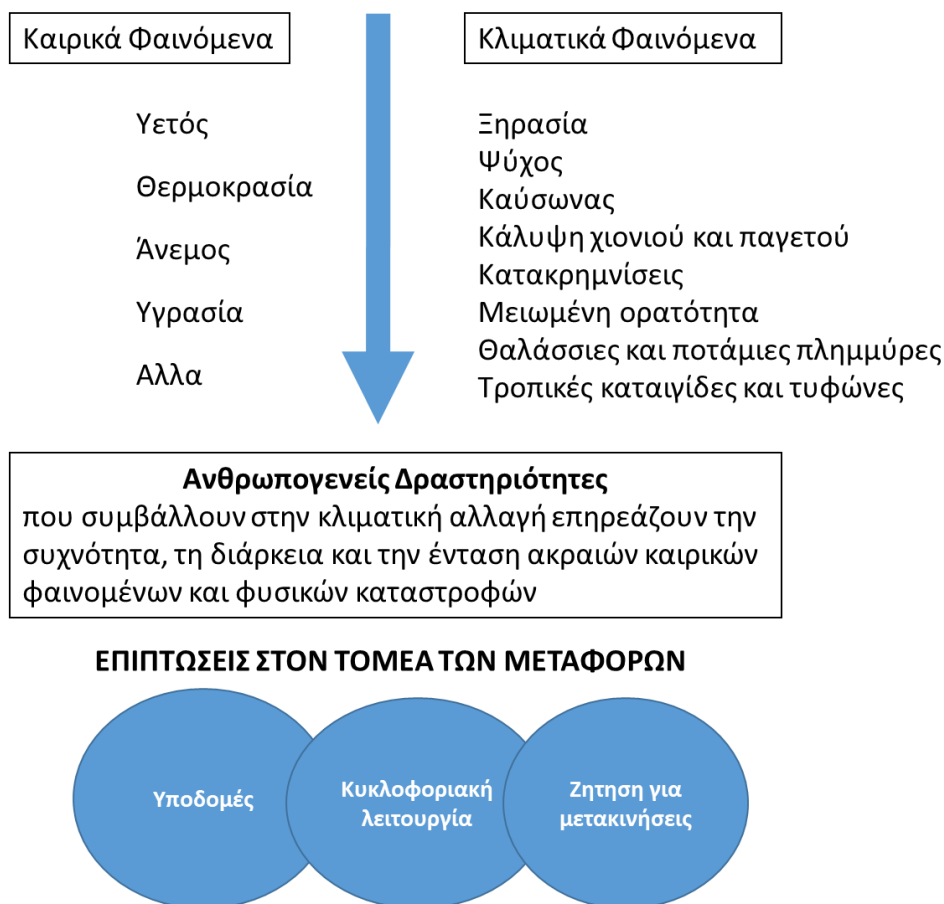 Καιρικά Φαινόμενα
Υετός
Θερμοκρασία
Άνεμος
Υγρασία
Αλλα
Κλιματικά Φαινόμενα
Ξηρασία
Ψύχος
Καύσωνας
Κάλυψη χιονιού και παγετού
Κατακρημνίσεις
Μειωμένη ορατότητα
Θαλάσσιες και ποτάμιες πλημμύρες
Τροπικές καταιγίδες και τυφώνες
Ανθρωπογενείς Δραστηριότητες
που συμβάλλουν στην κλιματική αλλαγή επηρεάζουν την
συχνότητα, τη διάρκεια και την ένταση ακραιών καιρικών
φαινομένων και φυσικών καταστροφών
ΕΠΙΠΤΩΣΕΙΣ ΣΤΟΝ ΤΟΜΕΑ ΤΩΝ ΜΕΤΑΦΟΡΩΝ
Υποδομές
Κυκλοφοριακή
λειτουργία
Ζητηση για
μετακινήσεις